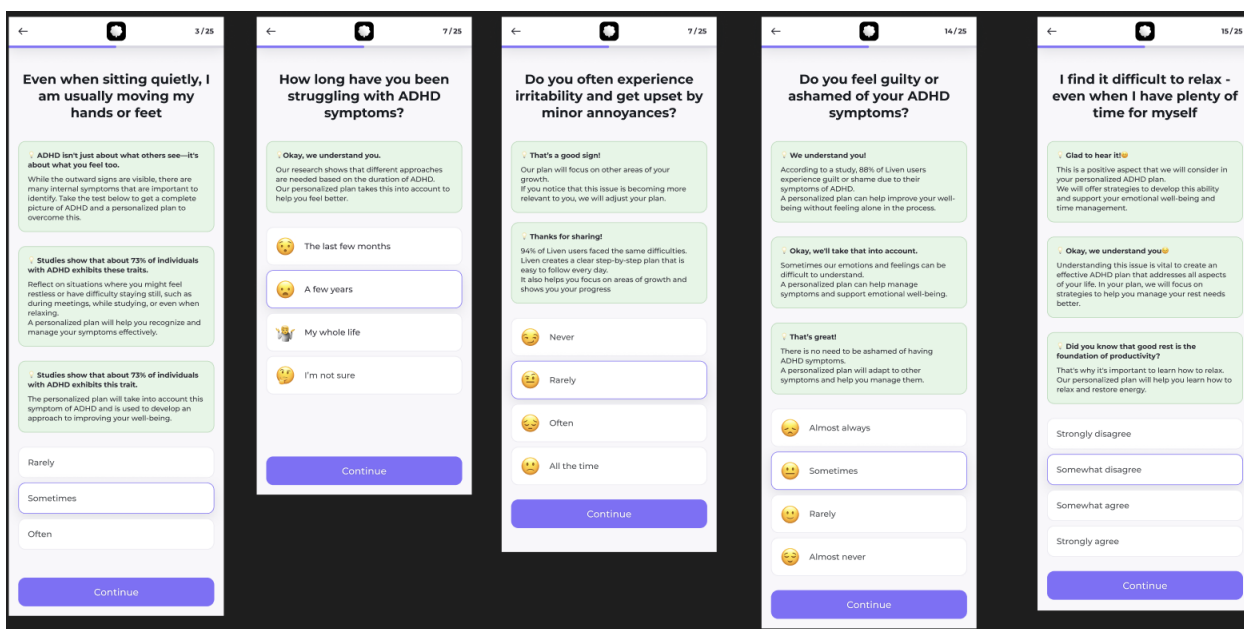 3 / 25
Even when sitting quietly, I
am usually moving my
hands or feet
ADHD isn't just about what others see—it's
about what you feel too.
While the outward signs are visible, there are
many internal symptoms that are important to
identify. Take the test below to get a complete
picture of ADHD and a personalized plan to
overcome this.
Studies show that about 73% of individuals
with ADHD exhibits these traits.
Reflect on situations where you might feel
restless or have difficulty staying still, such as
during meetings, while studying, or even when
relaxing.
A personalized plan will help you recognize and
manage your symptoms effectively.
Studies show that about 73% of individuals
with ADHD exhibits this trait.
The personalized plan will take into account this
symptom of ADHD and is used to develop an
approach to improving your well-being.
Rarely
Sometimes
Often
Continue
7 / 25
How long have you been
struggling with ADHD
symptoms?
Okay, we understand you.
Our research shows that different approaches
are needed based on the duration of ADHD.
Our personalized plan takes this into account to
help you feel better.
The last few months
A few years
My whole life
I'm not sure
Continue
7 / 25
Do you often experience
irritability and get upset by
minor annoyances?
That's a good sign!
Our plan will focus on other areas of your
growth.
If you notice that this issue is becoming more
relevant to you, we will adjust your plan.
Thanks for sharing!
94% of Liven users faced the same difficulties.
Liven creates a clear step-by-step plan that is
easy to follow every day.
It also helps you focus on areas of growth and
shows you your progress
Never
Rarely
Often
All the time
Continue
14 / 25
Do you feel guilty or
ashamed of your ADHD
symptoms?
We understand you!
According to a study, 88% of Liven users
experience guilt or shame due to their
symptoms of ADHD.
A personalized plan can help improve your well-
being without feeling alone in the process.
Okay, we'll take that into account.
Sometimes our emotions and feelings can be
difficult to understand.
A personalized plan can help manage
symptoms and support emotional well-being.
That's great!
There is no need to be ashamed of having
ADHD symptoms.
A personalized plan will adapt to other
symptoms and help you manage them.
Almost always
Sometimes
Rarely
Almost never
Continue
15 / 25
I find it difficult to relax -
even when I have plenty of
time for myself
Glad to hear it!
This is a positive aspect that we will consider in
your personalized ADHD plan.
We will offer strategies to develop this ability
and support your emotional well-being and
time management.
Okay, we understand you
Understanding this issue is vital to create an
effective ADHD plan that addresses all aspects
of your life. In your plan, we will focus on
strategies to help you manage your rest needs
better.
Did you know that good rest is the
foundation of productivity?
That's why it's important to learn how to relax.
Our personalized plan will help you learn how to
relax and restore energy.
Strongly disagree
Somewhat disagree
Somewhat agree
Strongly agree
Continue